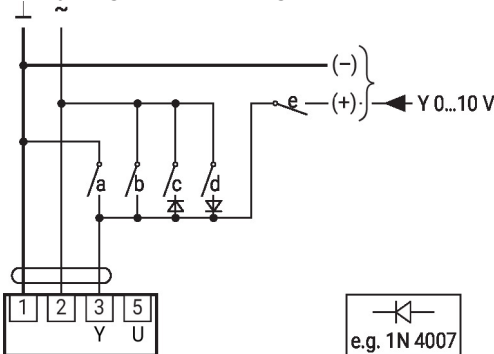 ⊥ ~
(−)
e (+) Y 0...10 V
a b c d
1 2 3 5
Y U
e.g. 1N 4007